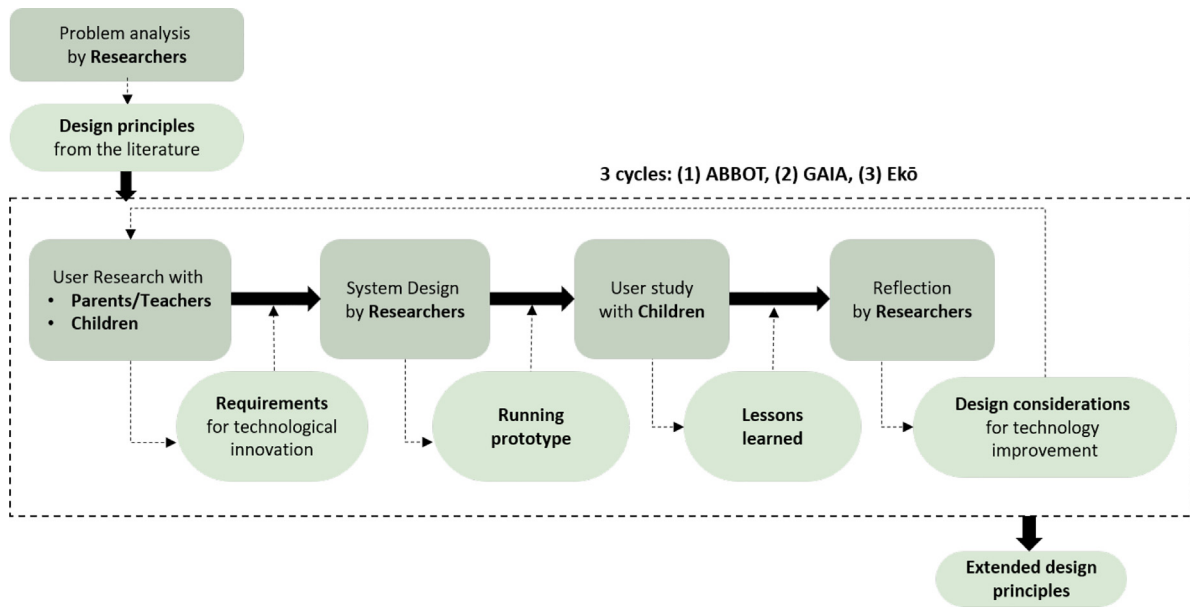 Problem analysis
by Researchers
Design principles
from the literature
3 cycles: (1) ABBOT, (2) GAIA, (3) Ekō
User Research with
• Parents/Teachers
• Children
System Design
by Researchers
User study
with Children
Reflection
by Researchers
Requirements
for technological
innovation
Running
prototype
Lessons
learned
Design considerations
for technology
improvement
Extended design
principles